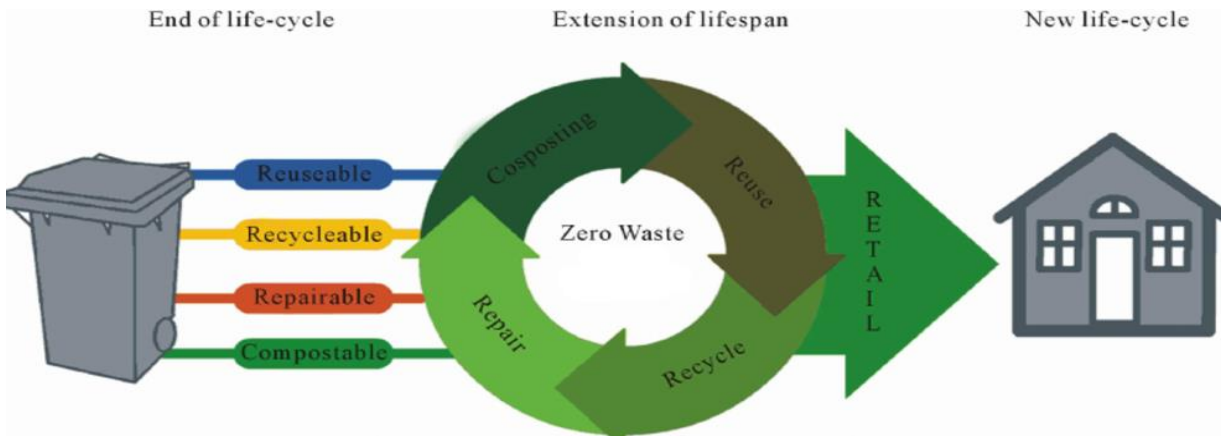 End of life-cycle
Extension of lifespan
New life-cycle
Reuseable
Recycleable
Repairable
Compostable
Cosposting
Reuse
Recycle
Repair
Zero Waste
RETAIL